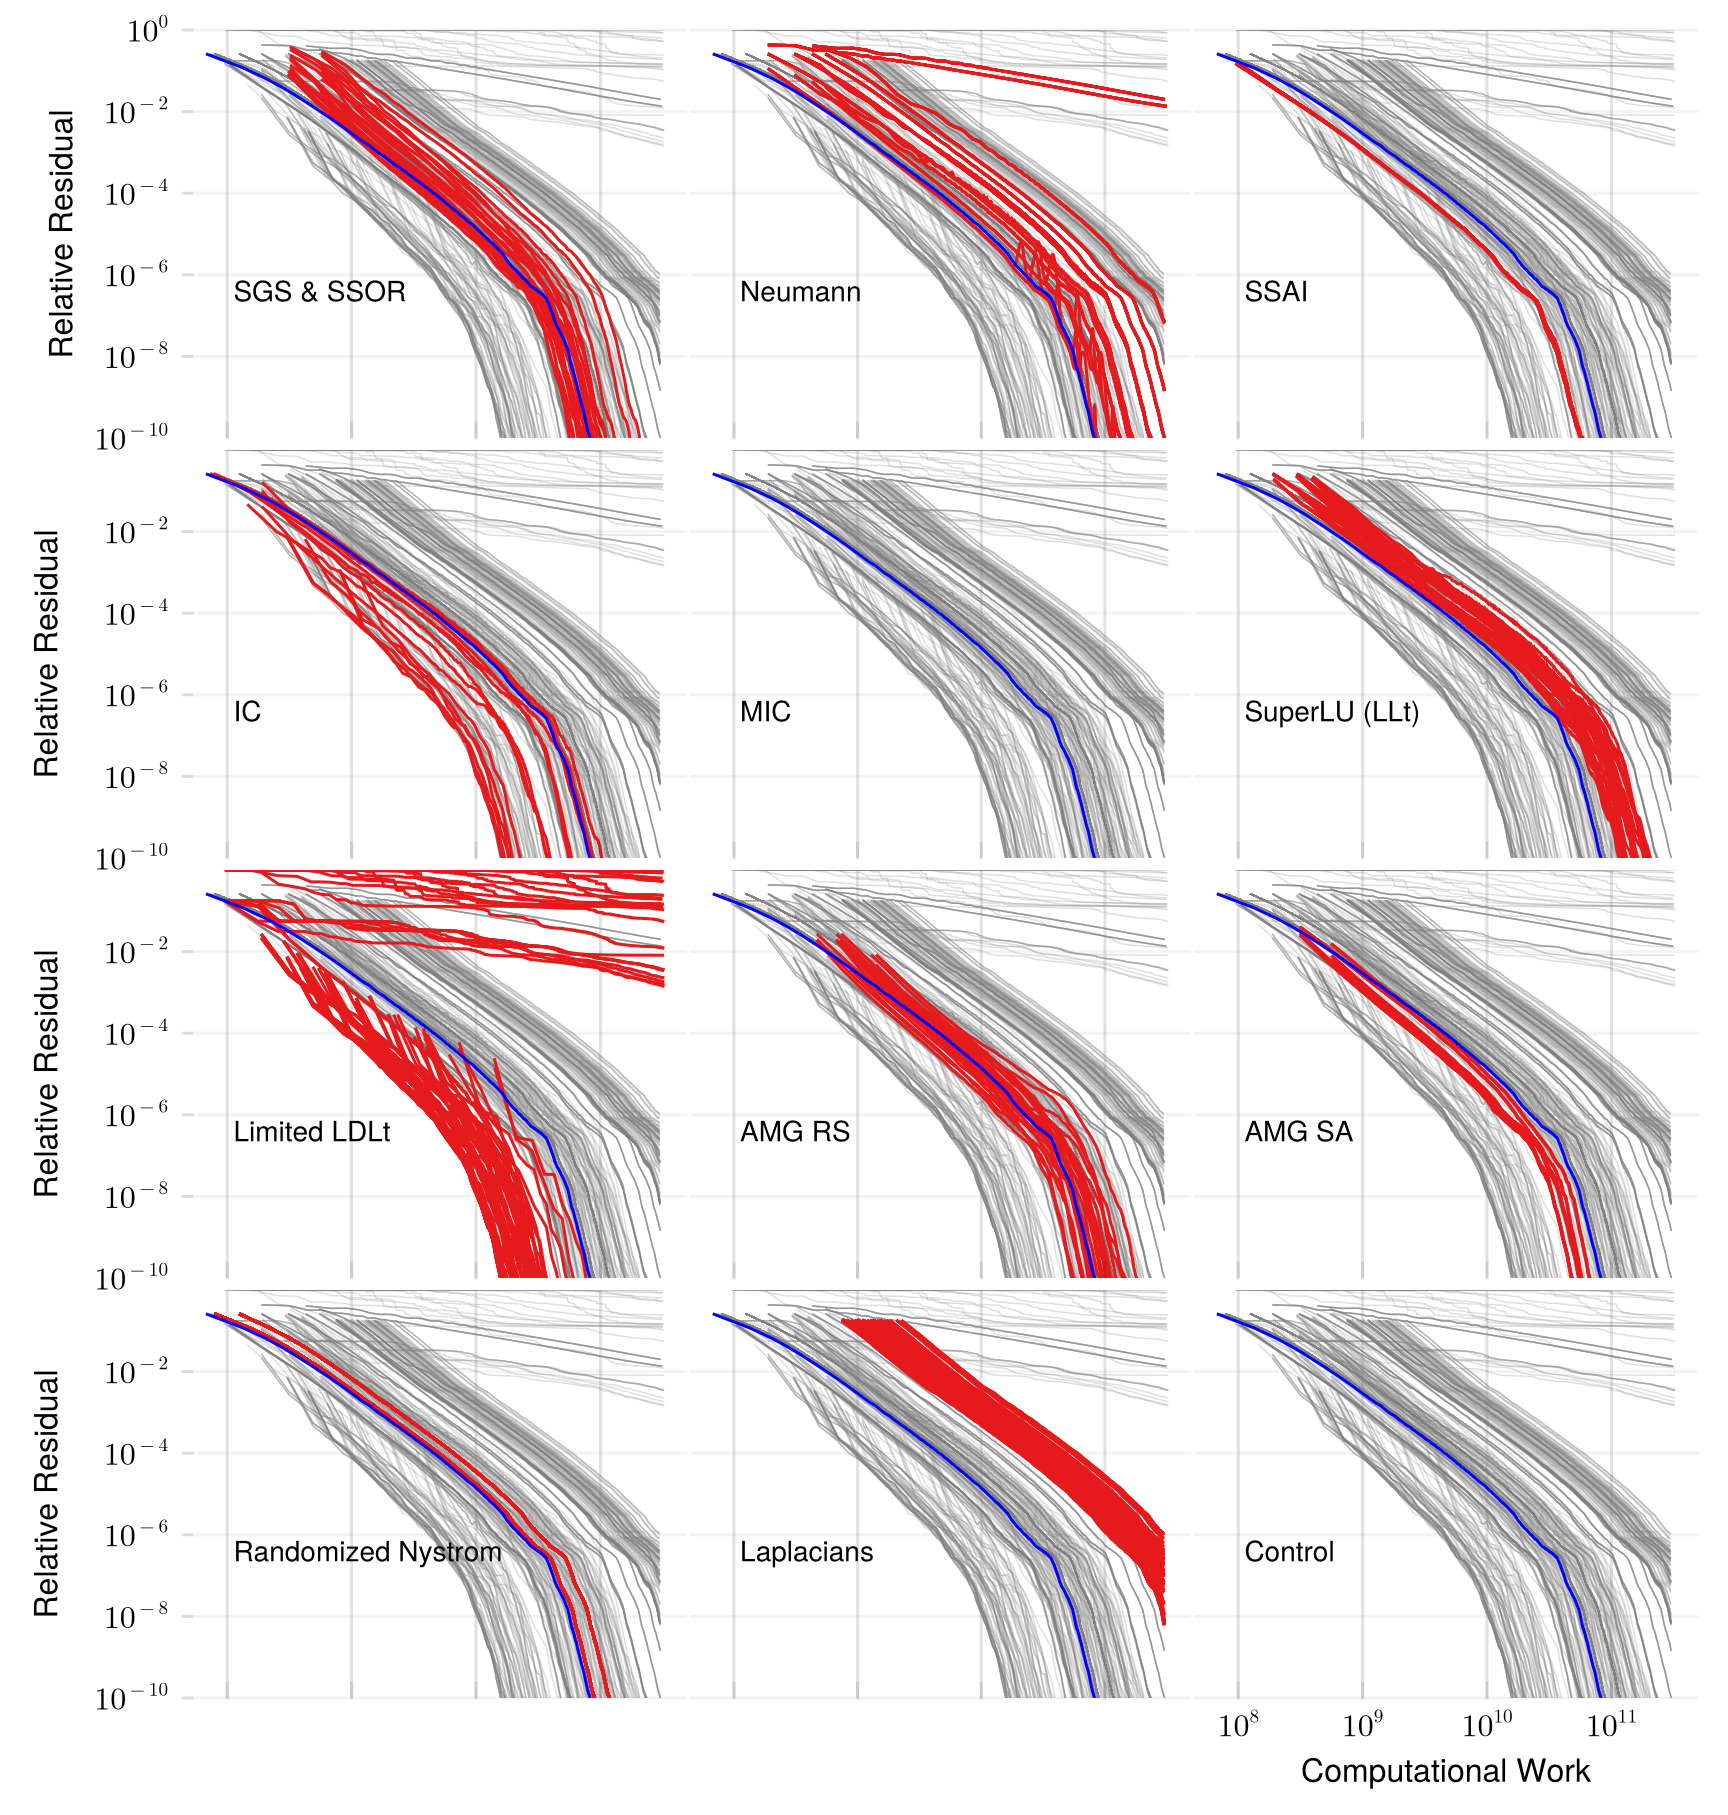 10^0
10^−2
10^−4
10^−6
10^−8
10^−10
Relative Residual
SGS & SSOR
Neumann
SSAI
10^−2
10^−4
10^−6
10^−8
10^−10
Relative Residual
IC
MIC
SuperLU (LLt)
10^−2
10^−4
10^−6
10^−8
10^−10
Relative Residual
Limited LDLt
AMG RS
AMG SA
10^−2
10^−4
10^−6
10^−8
10^−10
Relative Residual
Randomized Nystrom
Laplacians
Control
10^8 10^9 10^10 10^11
Computational Work